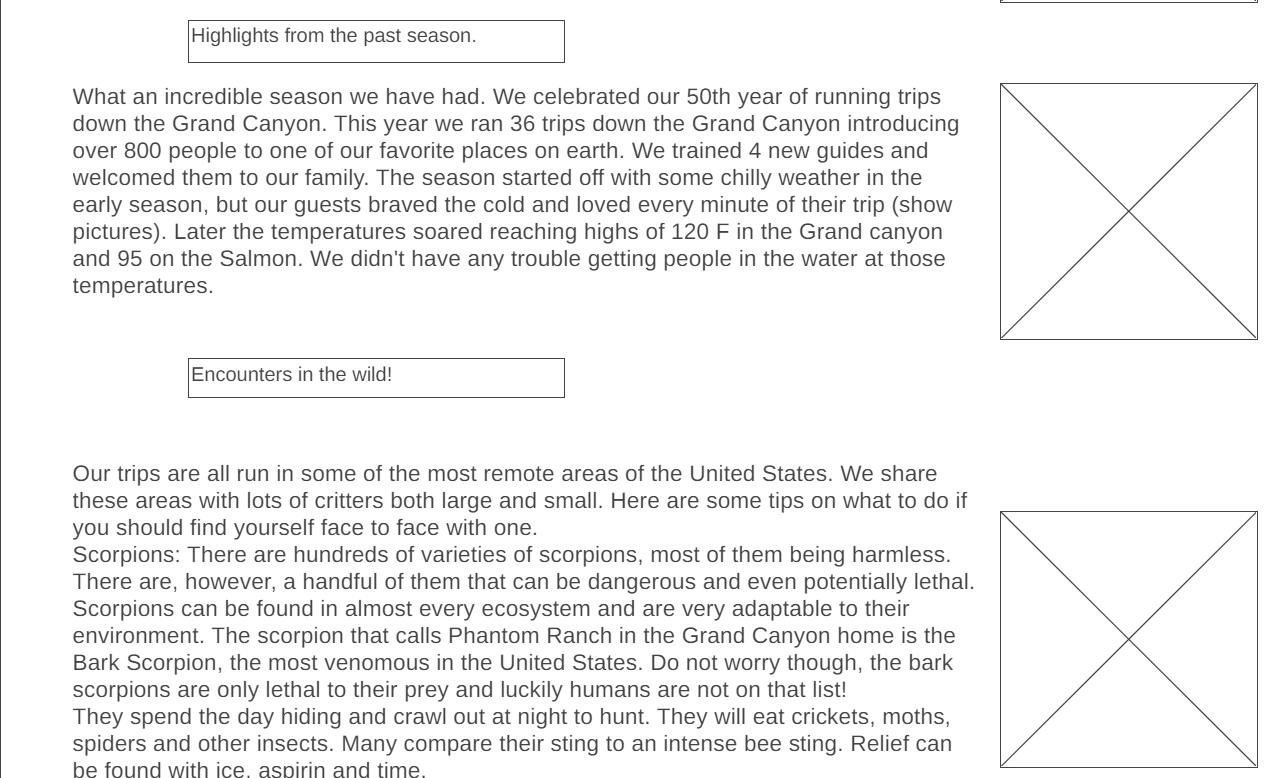 Highlights from the past season.
What an incredible season we have had. We celebrated our 50th year of running trips
down the Grand Canyon. This year we ran 36 trips down the Grand Canyon introducing
over 800 people to one of our favorite places on earth. We trained 4 new guides and
welcomed them to our family. The season started off with some chilly weather in the
early season, but our guests braved the cold and loved every minute of their trip (show
pictures). Later the temperatures soared reaching highs of 120 F in the Grand canyon
and 95 on the Salmon. We didn't have any trouble getting people in the water at those
temperatures.
Encounters in the wild!
Our trips are all run in some of the most remote areas of the United States. We share
these areas with lots of critters both large and small. Here are some tips on what to do if
you should find yourself face to face with one.
Scorpions: There are hundreds of varieties of scorpions, most of them being harmless.
There are, however, a handful of them that can be dangerous and even potentially lethal.
Scorpions can be found in almost every ecosystem and are very adaptable to their
environment. The scorpion that calls Phantom Ranch in the Grand Canyon home is the
Bark Scorpion, the most venomous in the United States. Do not worry though, the bark
scorpions are only lethal to their prey and luckily humans are not on that list!
They spend the day hiding and crawl out at night to hunt. They will eat crickets, moths,
spiders and other insects. Many compare their sting to an intense bee sting. Relief can
be found with ice, aspirin and time.